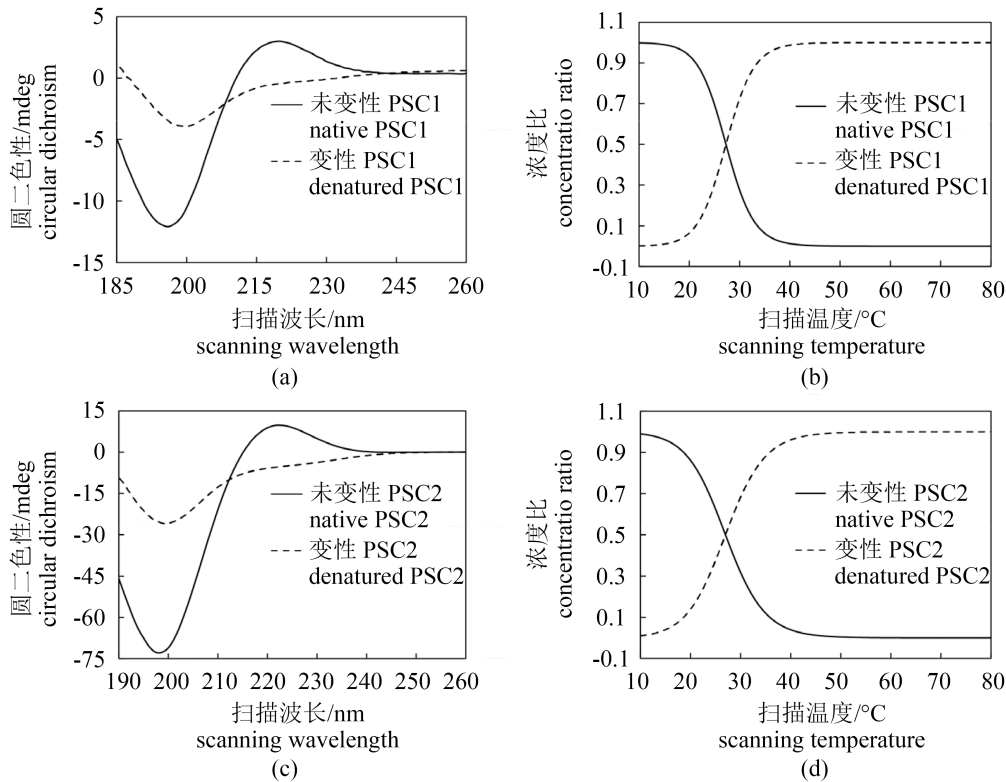 5
0
-5
-10
-15
圆二色性/mdeg
circular dichroism
未变性 PSC1
native PSC1
变性 PSC1
denatured PSC1
185 200 215 230 245 260
扫描波长/nm
scanning wavelength
(a)
1.1
0.9
0.7
0.5
0.3
0.1
-0.1
浓度比
concentratio ratio
未变性 PSC1
native PSC1
变性 PSC1
denatured PSC1
10 20 30 40 50 60 70 80
扫描温度/°C
scanning temperature
(b)
15
0
-15
-30
-45
-60
-75
圆二色性/mdeg
circular dichroism
未变性 PSC2
native PSC2
变性 PSC2
denatured PSC2
190 200 210 220 230 240 250 260
扫描波长/nm
scanning wavelength
(c)
1.1
0.9
0.7
0.5
0.3
0.1
-0.1
浓度比
concentratio ratio
未变性 PSC2
native PSC2
变性 PSC2
denatured PSC2
10 20 30 40 50 60 70 80
扫描温度/°C
scanning temperature
(d)